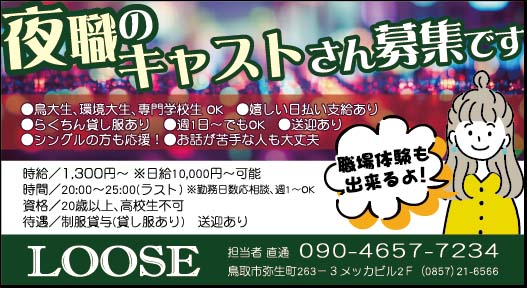 夜職の
キャストさん募集です
●鳥大生、環境大生、専門学校生 OK ●嬉しい日払い支給あり
●らくちん貸し服あり ●週1日～でもOK ●送迎あり
●シングルの方も応援！ ●お話が苦手な人も大丈夫
時給／1,300円～ ※日給10,000円～可能
時間／20:00～25:00(ラスト) ※勤務日数応相談、週1～OK
資格／20歳以上、高校生不可
待遇／制服貸与(貸し服あり) 送迎あり
職場体験も
出来るよ！
LOOSE
担当者 直通 090-4657-7234
鳥取市弥生町263－3メッカビル2F (0857)21-6566